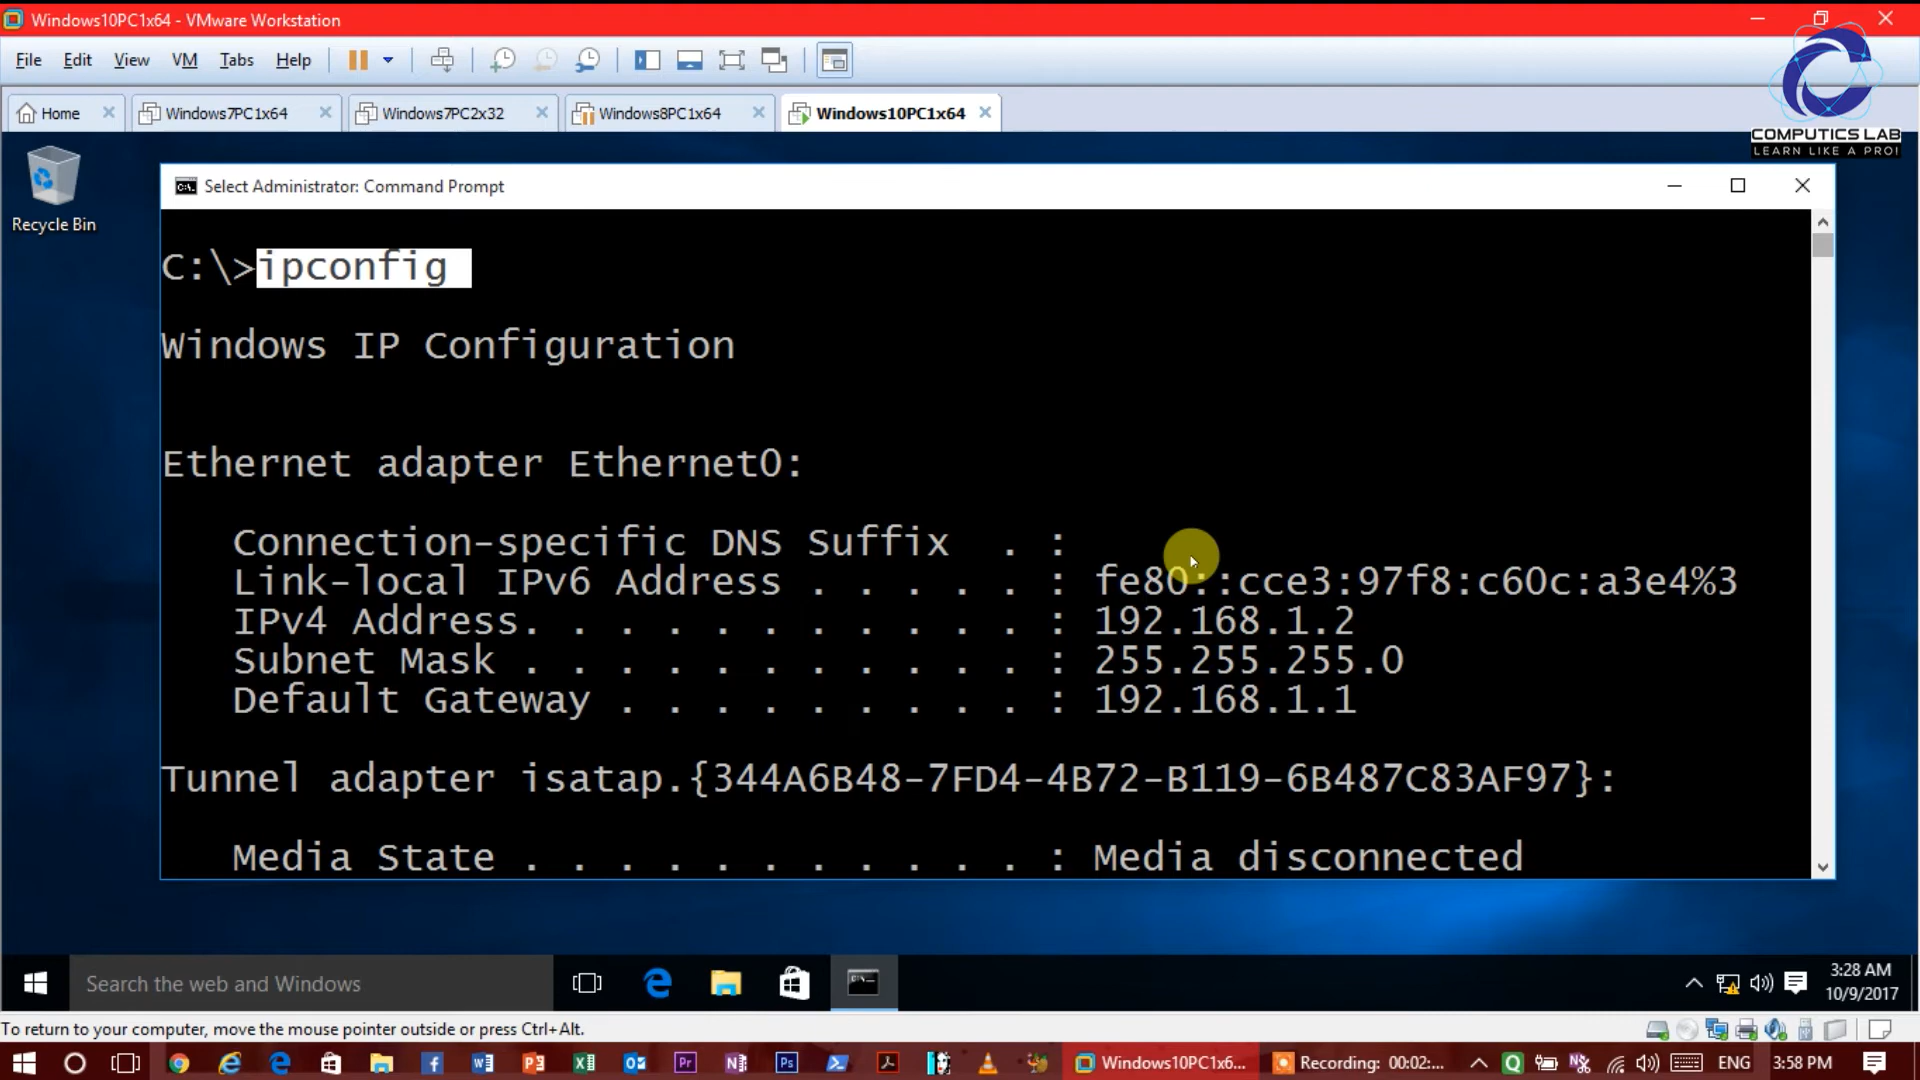 Windows10PC1x64 - VMware Workstation
File Edit View VM Tabs Help
Home Windows7PC1x64 Windows7PC2x32 Windows8PC1x64 Windows10PC1x64
COMPUTICS LAB
LEARN LIKE A PRO!
Recycle Bin
Select Administrator: Command Prompt
C:\>ipconfig
Windows IP Configuration
Ethernet adapter Ethernet0:
Connection-specific DNS Suffix . :
Link-local IPv6 Address . . . . . : fe80::cce3:97f8:c60c:a3e4%3
IPv4 Address. . . . . . . . . . . : 192.168.1.2
Subnet Mask . . . . . . . . . . . : 255.255.255.0
Default Gateway . . . . . . . . . : 192.168.1.1
Tunnel adapter isatap.{344A6B48-7FD4-4B72-B119-6B487C83AF97}:
Media State . . . . . . . . . . . : Media disconnected
Search the web and Windows
3:28 AM
10/9/2017
To return to your computer, move the mouse pointer outside or press Ctrl+Alt.
Windows10PC1x6... Recording: 00:02:... ENG 3:58 PM